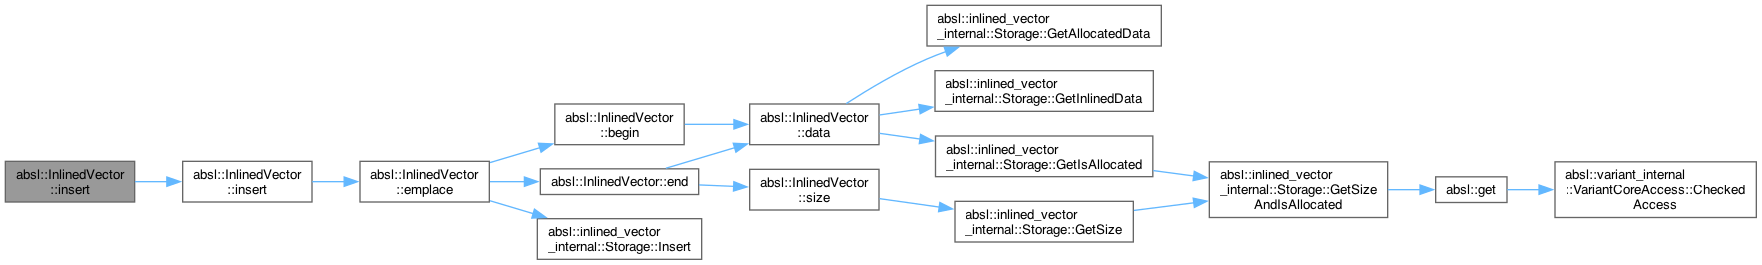 absl::InlinedVector
::insert
absl::InlinedVector
::insert
absl::InlinedVector
::emplace
absl::InlinedVector
::begin
absl::InlinedVector::end
absl::inlined_vector
_internal::Storage::Insert
absl::InlinedVector
::data
absl::InlinedVector
::size
absl::inlined_vector
_internal::Storage::GetAllocatedData
absl::inlined_vector
_internal::Storage::GetInlinedData
absl::inlined_vector
_internal::Storage::GetIsAllocated
absl::inlined_vector
_internal::Storage::GetSize
absl::inlined_vector
_internal::Storage::GetSize
AndIsAllocated
absl::get
absl::variant_internal
::VariantCoreAccess::Checked
Access